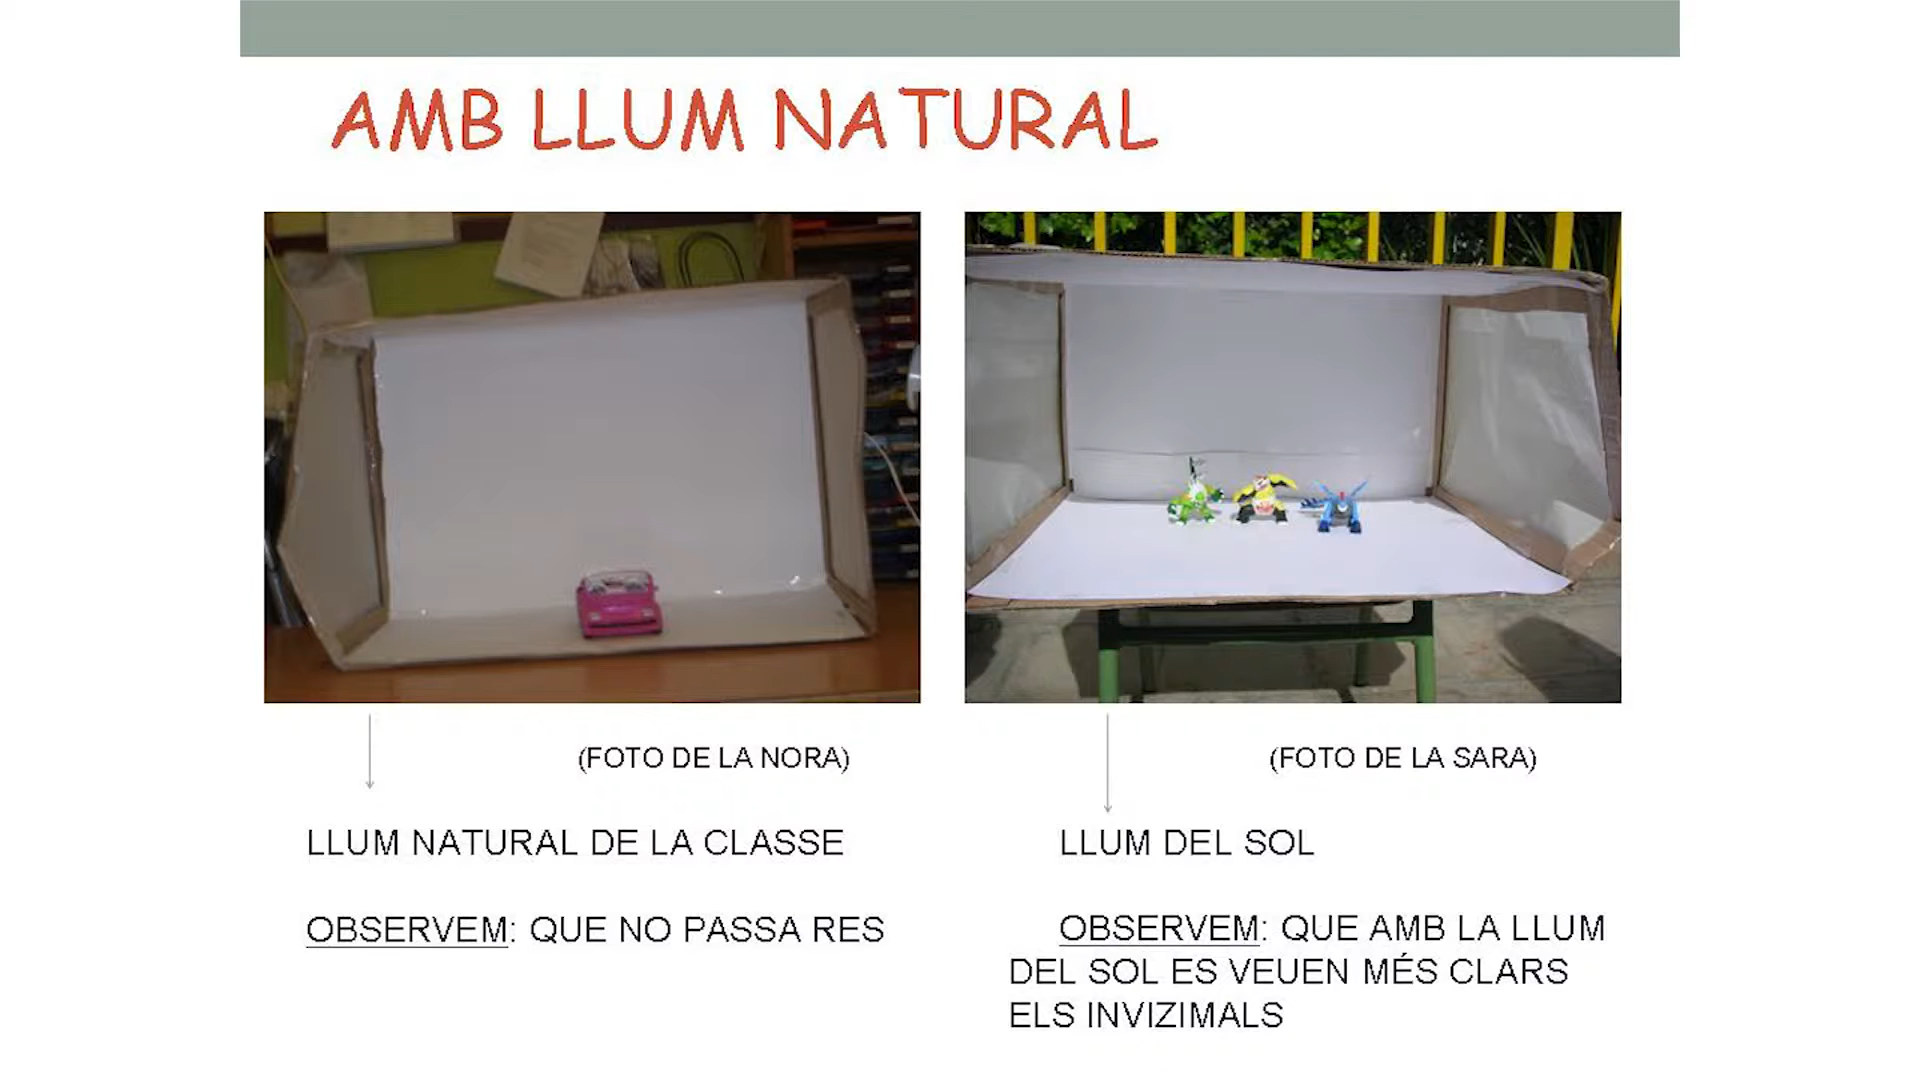 AMB LLUM NATURAL
(FOTO DE LA NORA)
LLUM NATURAL DE LA CLASSE
OBSERVEM: QUE NO PASSA RES
(FOTO DE LA SARA)
LLUM DEL SOL
OBSERVEM: QUE AMB LA LLUM
DEL SOL ES VEUEN MÉS CLARS
ELS INVIZIMALS